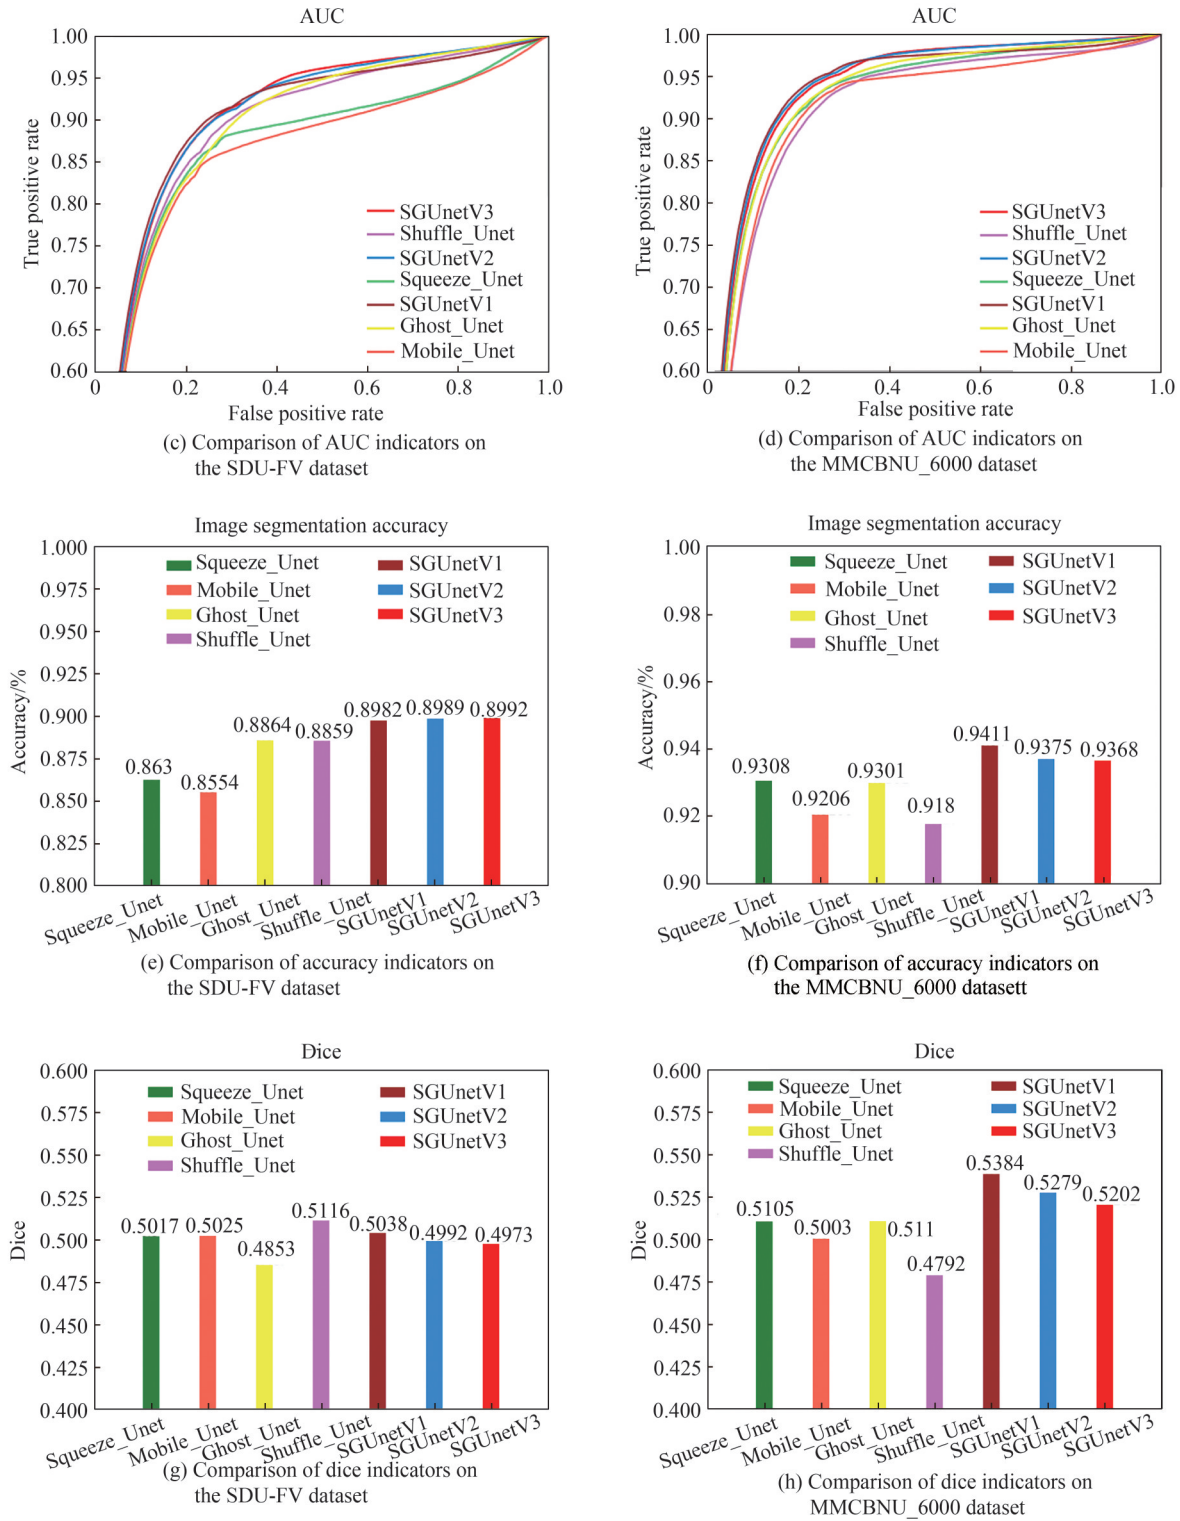 AUC
1.00
0.95
0.90
0.85
0.80
0.75
0.70
0.65
0.60
True positive rate
SGUnetV3
Shuffle_Unet
SGUnetV2
Squeeze_Unet
SGUnetV1
Ghost_Unet
Mobile_Unet
0 0.2 0.4 0.6 0.8 1.0
False positive rate
(c) Comparison of AUC indicators on
the SDU-FV dataset
AUC
1.00
0.95
0.90
0.85
0.80
0.75
0.70
0.65
0.60
True positive rate
SGUnetV3
Shuffle_Unet
SGUnetV2
Squeeze_Unet
SGUnetV1
Ghost_Unet
Mobile_Unet
0 0.2 0.4 0.6 0.8 1.0
False positive rate
(d) Comparison of AUC indicators on
the MMCBNU_6000 dataset
Image segmentation accuracy
1.000
0.975
0.950
0.925
0.900
0.875
0.850
0.825
0.800
Accuracy/%
Squeeze_Unet
Mobile_Unet
Ghost_Unet
Shuffle_Unet
SGUnetV1
SGUnetV2
SGUnetV3
0.863
0.8554
0.8864
0.8859
0.8982
0.8989
0.8992
Squeeze_Unet
Mobile_Unet
Ghost_Unet
Shuffle_Unet
SGUnetV1
SGUnetV2
SGUnetV3
(e) Comparison of accuracy indicators on
the SDU-FV dataset
Image segmentation accuracy
1.00
0.98
0.96
0.94
0.92
0.90
Accuracy/%
Squeeze_Unet
Mobile_Unet
Ghost_Unet
Shuffle_Unet
SGUnetV1
SGUnetV2
SGUnetV3
0.9308
0.9206
0.9301
0.918
0.9411
0.9375
0.9368
Squeeze_Unet
Mobile_Unet
Ghost_Unet
Shuffle_Unet
SGUnetV1
SGUnetV2
SGUnetV3
(f) Comparison of accuracy indicators on
the MMCBNU_6000 datasett
Dice
0.600
0.575
0.550
0.525
0.500
0.475
0.450
0.425
0.400
Dice
Squeeze_Unet
Mobile_Unet
Ghost_Unet
Shuffle_Unet
SGUnetV1
SGUnetV2
SGUnetV3
0.5017
0.5025
0.4853
0.5116
0.5038
0.4992
0.4973
Squeeze_Unet
Mobile_Unet
Ghost_Unet
Shuffle_Unet
SGUnetV1
SGUnetV2
SGUnetV3
(g) Comparison of dice indicators on
the SDU-FV dataset
Dice
0.600
0.575
0.550
0.525
0.500
0.475
0.450
0.425
0.400
Dice
Squeeze_Unet
Mobile_Unet
Ghost_Unet
Shuffle_Unet
SGUnetV1
SGUnetV2
SGUnetV3
0.5105
0.5003
0.511
0.4792
0.5384
0.5279
0.5202
Squeeze_Unet
Mobile_Unet
Ghost_Unet
Shuffle_Unet
SGUnetV1
SGUnetV2
SGUnetV3
(h) Comparison of dice indicators on
MMCBNU_6000 dataset